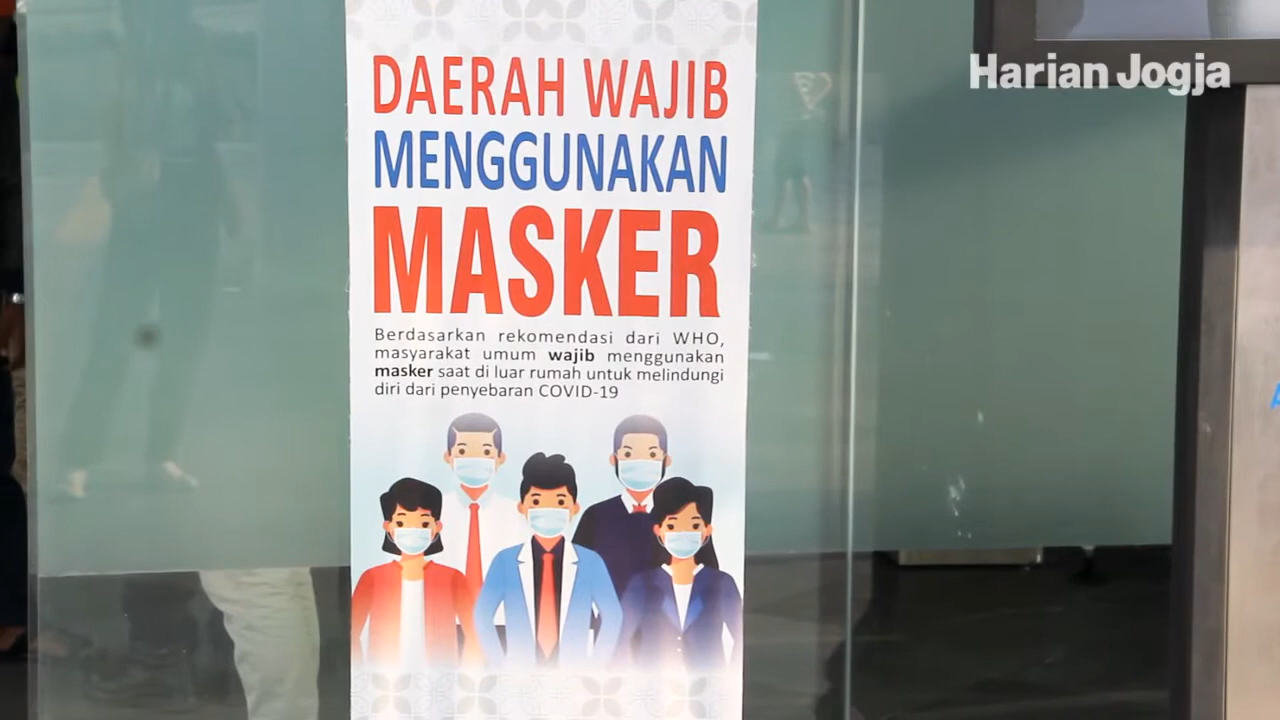 Harian Jogja
DAERAH WAJIB
MENGGUNAKAN
MASKER
Berdasarkan rekomendasi dari WHO,
masyarakat umum wajib menggunakan
masker saat di luar rumah untuk melindungi
diri dari penyebaran COVID-19